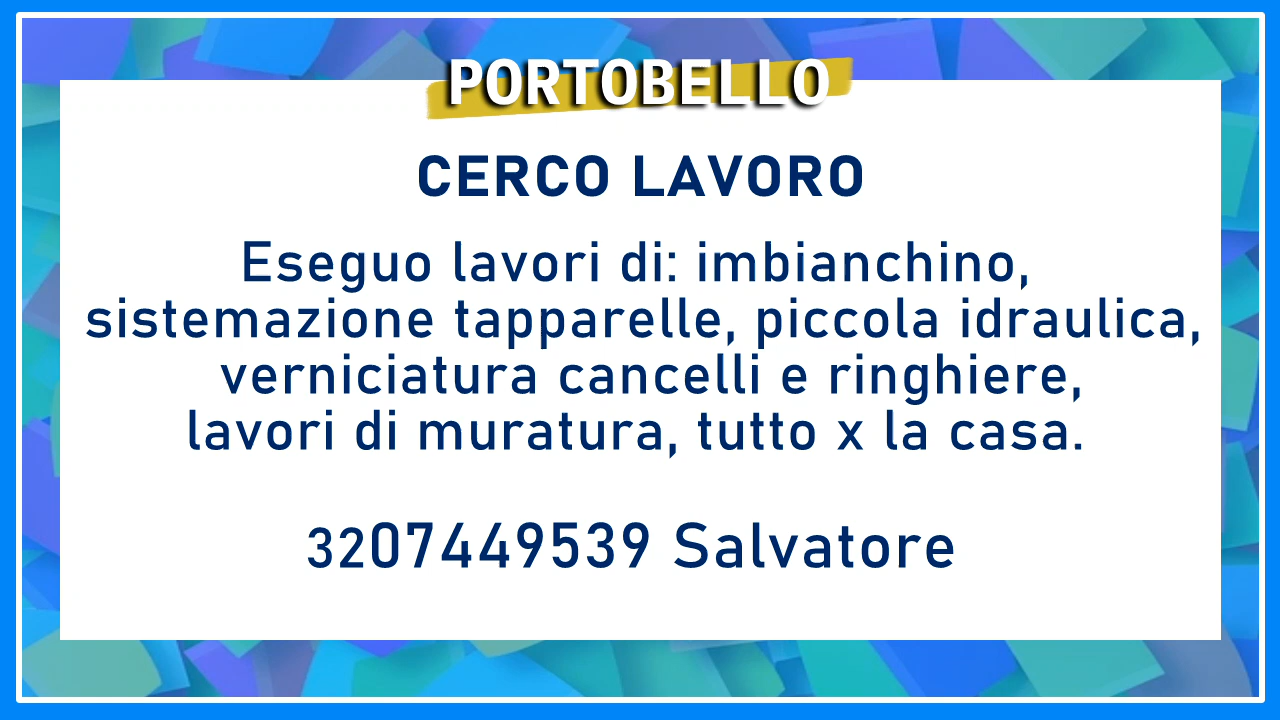 PORTOBELLO
CERCO LAVORO
Eseguo lavori di: imbianchino,
sistemazione tapparelle, piccola idraulica,
verniciatura cancelli e ringhiere,
lavori di muratura, tutto x la casa.
3207449539 Salvatore